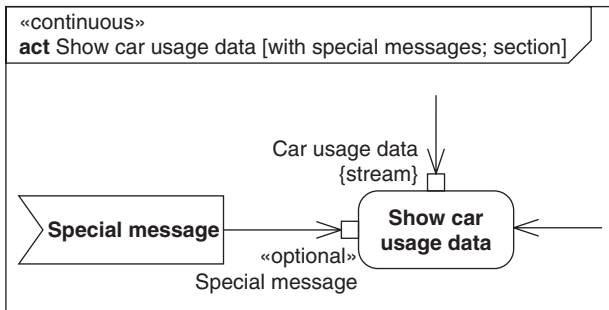 «continuous»
act Show car usage data [with special messages; section]
Car usage data
{stream}
Special message
Show car
usage data
«optional»
Special message